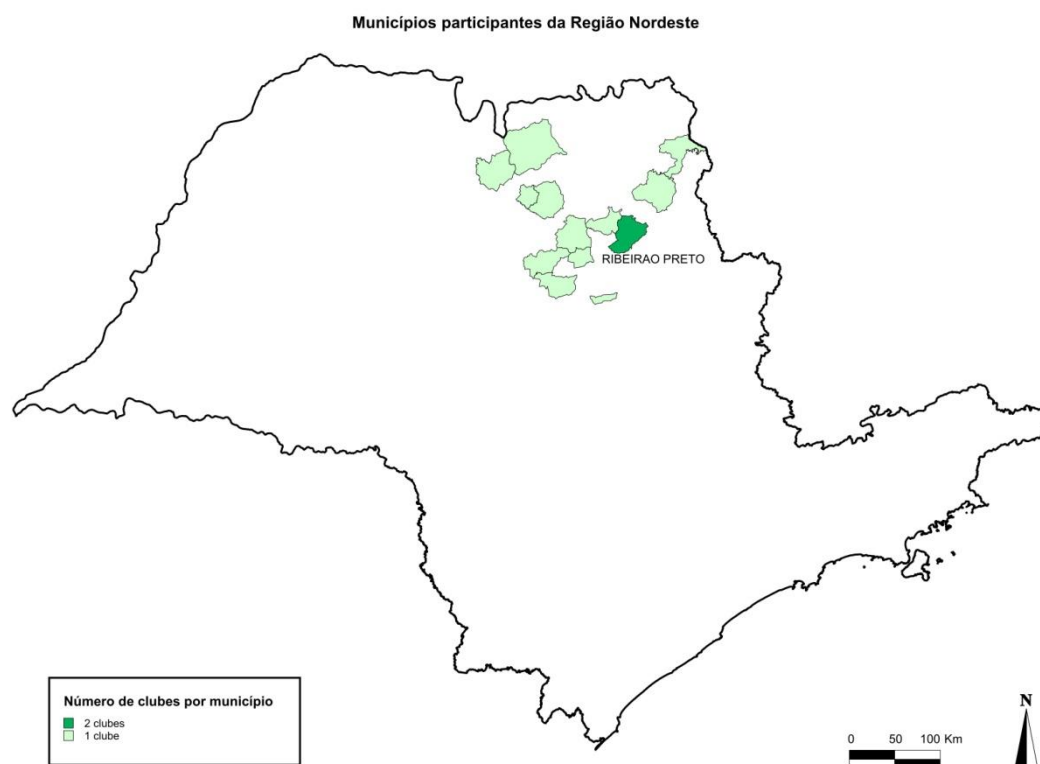 Municípios participantes da Região Nordeste
RIBEIRAO PRETO
Número de clubes por município
2 clubes
1 clube
0 50 100 Km
N